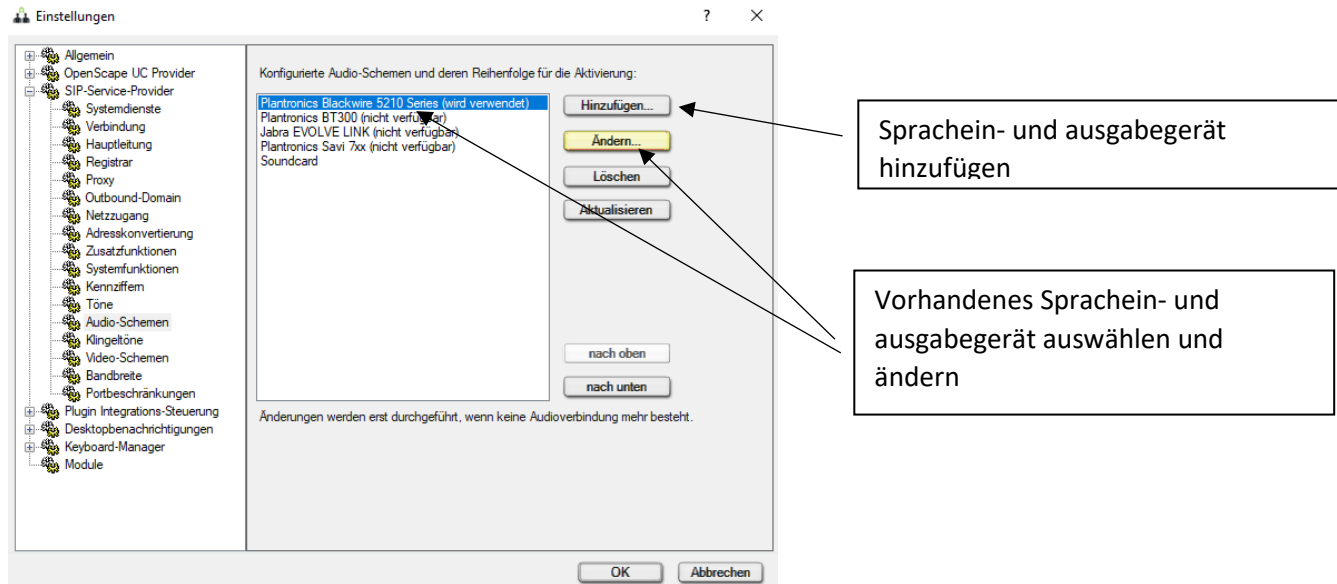 Einstellungen
?
Allgemein
OpenScape UC Provider
SIP-Service-Provider
Systemdienste
Verbindung
Hauptleitung
Registrar
Proxy
Outbound-Domain
Netzzugang
Adresskonvertierung
Zusatzfunktionen
Systemfunktionen
Kennziffern
Töne
Audio-Schemen
Klingeltöne
Video-Schemen
Bandbreite
Portbeschränkungen
Plugin Integrations-Steuerung
Desktopbenachrichtigungen
Keyboard-Manager
Module
Konfigurierte Audio-Schemen und deren Reihenfolge für die Aktivierung:
Plantronics Blackwire 5210 Series (wird verwendet)
Plantronics BT300 (nicht verfügbar)
Jabra EVOLVE LINK (nicht verfügbar)
Plantronics Savi 7xx (nicht verfügbar)
Soundcard
Hinzufügen...
Ändern...
Löschen
Aktualisieren
nach oben
nach unten
Änderungen werden erst durchgeführt, wenn keine Audioverbindung mehr besteht.
OK
Abbrechen
Sprachein- und ausgabegerät
hinzufügen
Vorhandenes Sprachein- und
ausgabegerät auswählen und
ändern